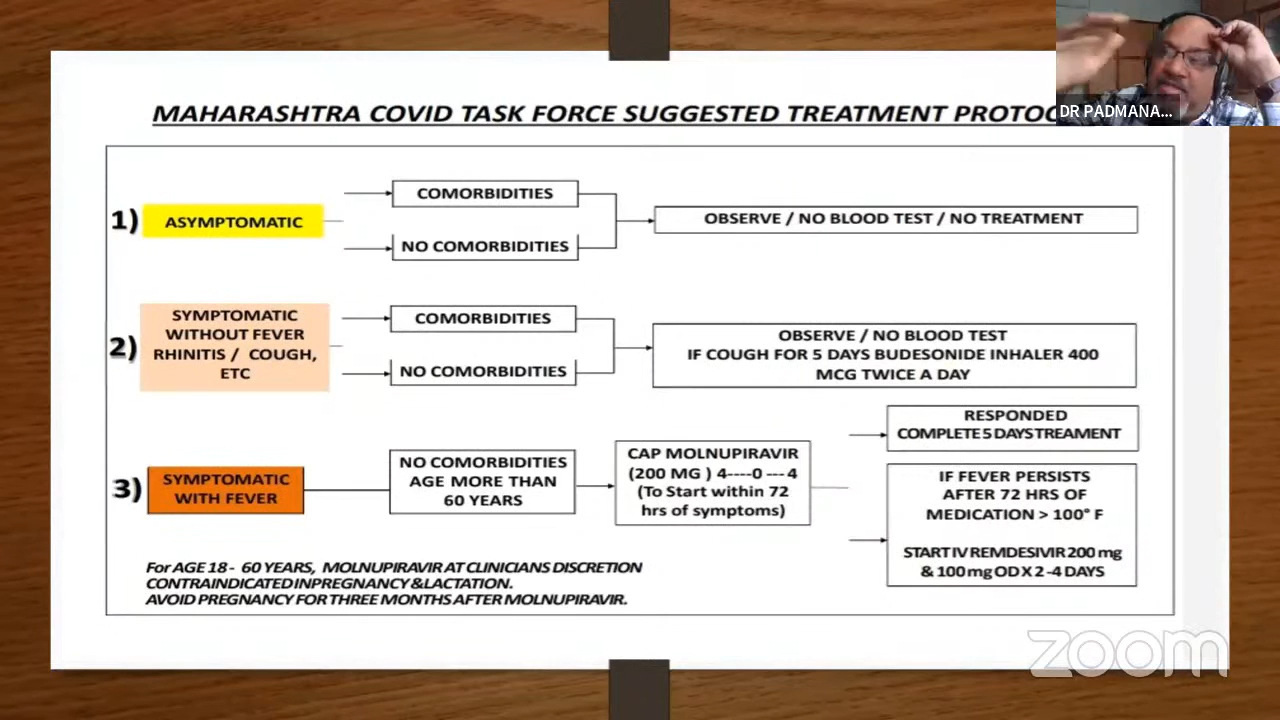 MAHARASHTRA COVID TASK FORCE SUGGESTED TREATMENT
DR PADMANA...
1)
ASYMPTOMATIC
COMORBIDITIES
NO COMORBIDITIES
OBSERVE / NO BLOOD TEST / NO TREATMENT
2)
SYMPTOMATIC
WITHOUT FEVER
RHINITIS / COUGH,
ETC
COMORBIDITIES
NO COMORBIDITIES
OBSERVE / NO BLOOD TEST
IF COUGH FOR 5 DAYS BUDESONIDE INHALER 400
MCG TWICE A DAY
3)
SYMPTOMATIC
WITH FEVER
NO COMORBIDITIES
AGE MORE THAN
60 YEARS
CAP MOLNUPIRAVIR
(200 MG ) 4----0 --- 4
(To Start within 72
hrs of symptoms)
RESPONDED
COMPLETE 5 DAYS TREAMENT
IF FEVER PERSISTS
AFTER 72 HRS OF
MEDICATION > 100° F
START IV REMDESIVIR 200 mg
& 100 mg OD X 2 -4 DAYS
For AGE 18 - 60 YEARS, MOLNUPIRAVIR AT CLINICIANS DISCRETION
CONTRAINDICATED INPREGNANCY &LACTATION.
AVOID PREGNANCY FOR THREE MONTHS AFTER MOLNUPIRAVIR.
zoom